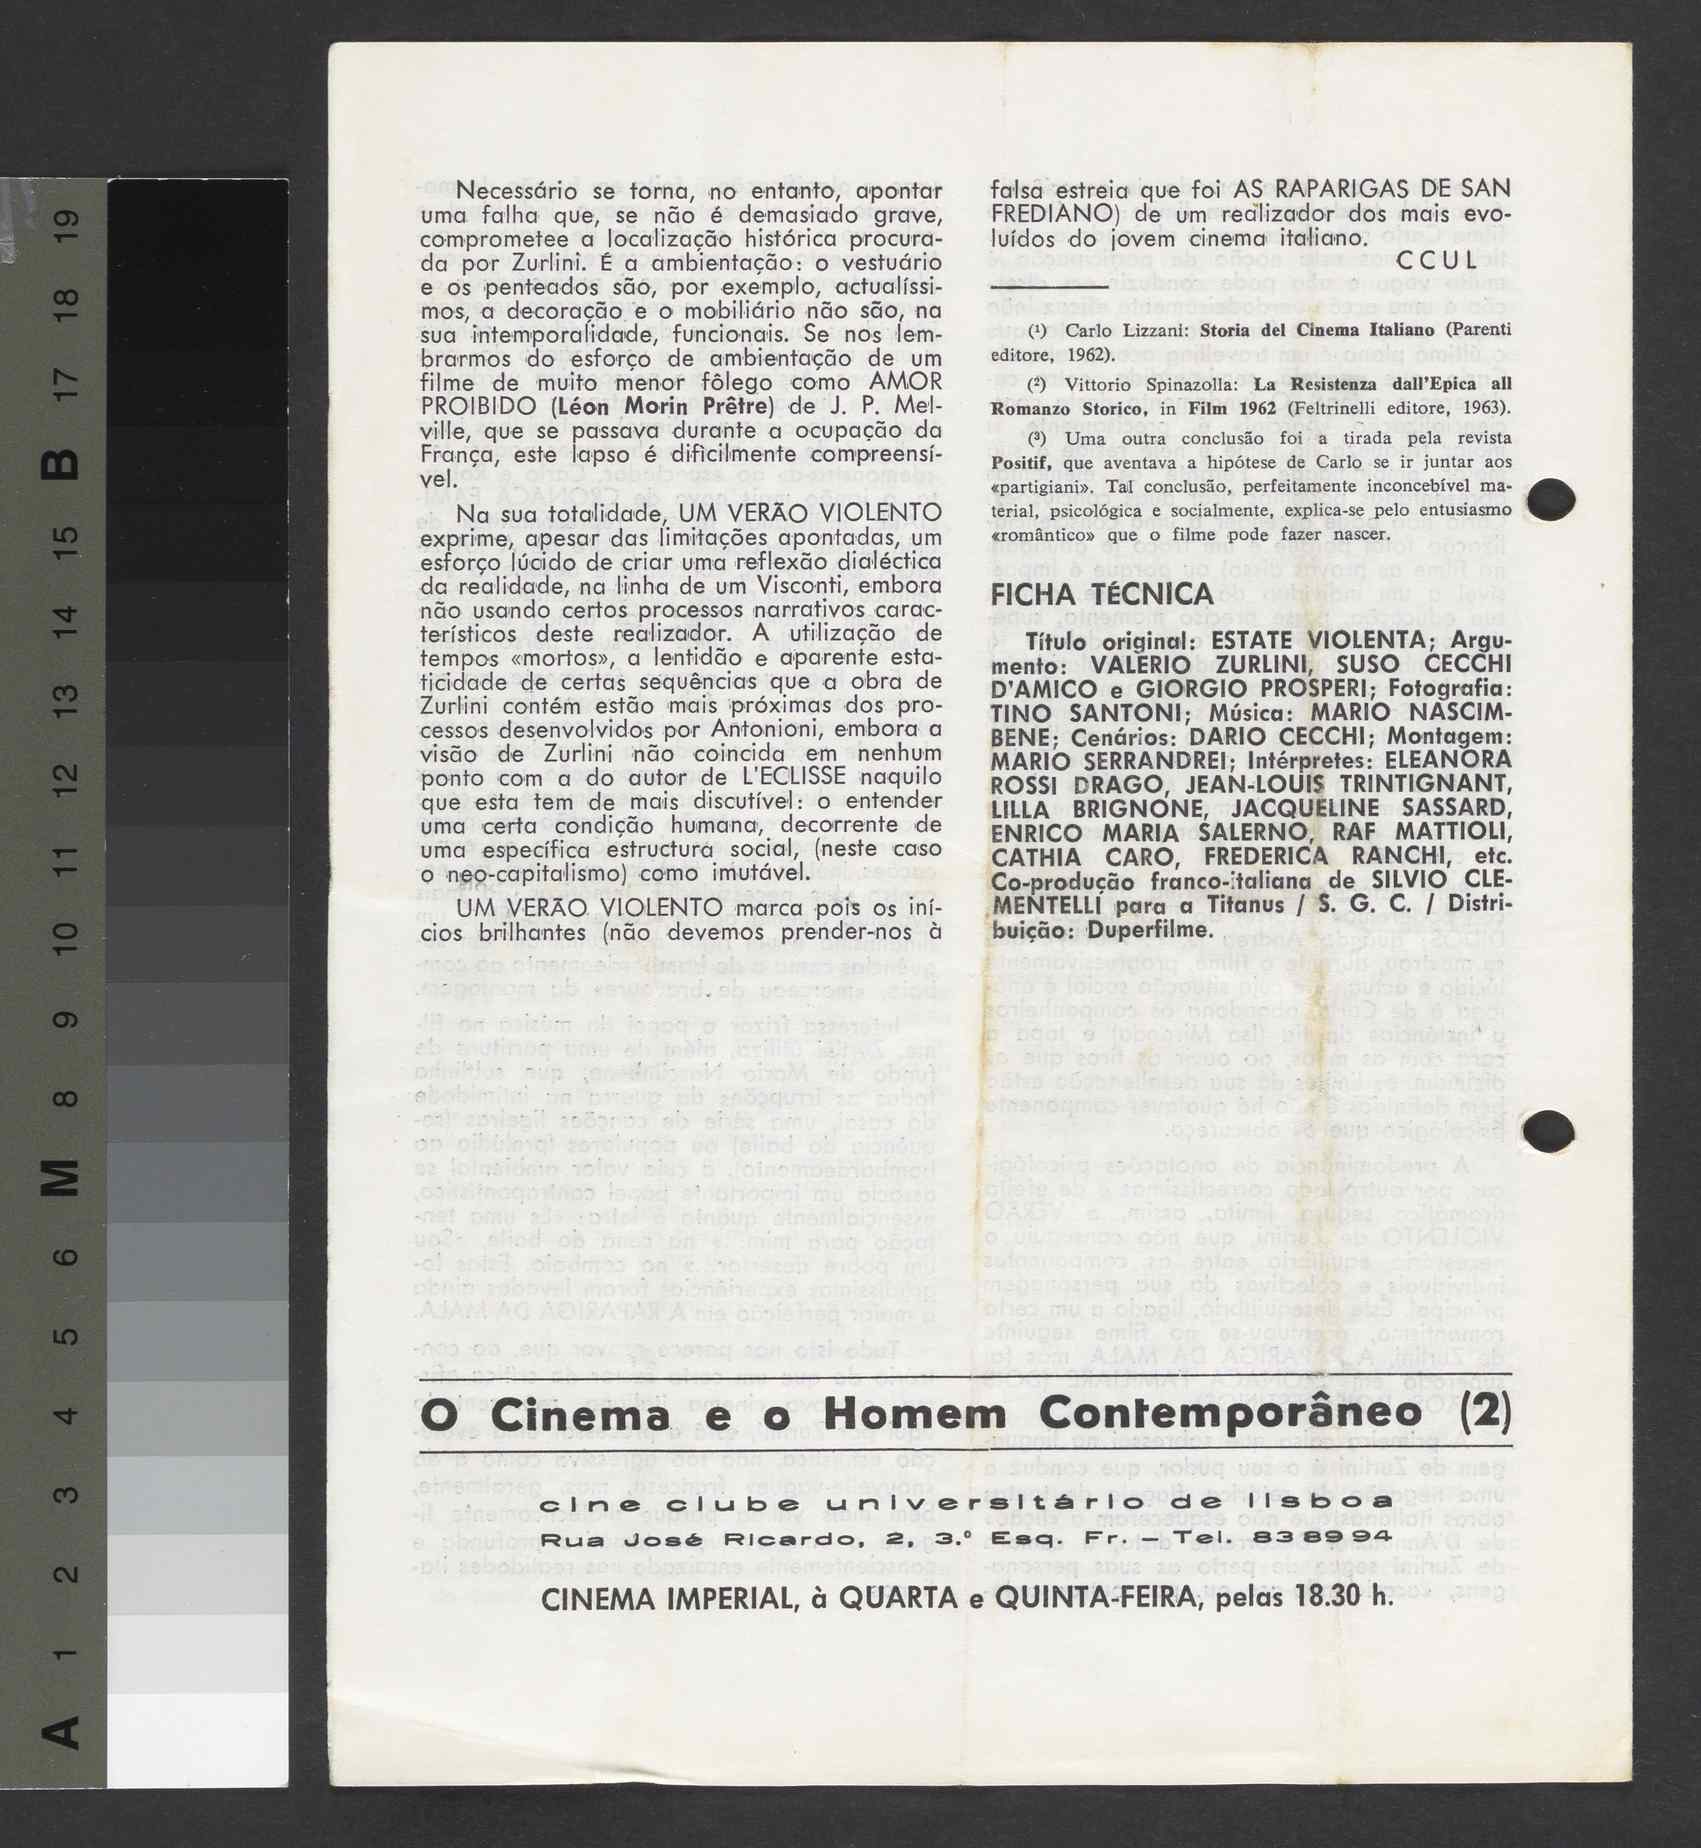 Necessário se torna, no entanto, apontar
uma falha que, se não é demasiado grave,
comprometee a localização histórica procura-
da por Zurlini. É a ambientação: o vestuário
e os penteados são, por exemplo, actualíssi-
mos, a decoração e o mobiliário não são, na
sua intemporalidade, funcionais. Se nos lem-
brarmos do esforço de ambientação de um
filme de muito menor fôlego como AMOR
PROIBIDO (Léon Morin Prêtre) de J. P. Mel-
ville, que se passava durante a ocupação da
França, este lapso é dificilmente compreensí-
vel.
Na sua totalidade, UM VERÃO VIOLENTO
exprime, apesar das limitações apontadas, um
esforço lúcido de criar uma reflexão dialéctica
da realidade, na linha de um Visconti, embora
não usando certos processos narrativos carac-
terísticos deste realizador. A utilização de
tempos «mortos», a lentidão e aparente esta-
ticidade de certas sequências que a obra de
Zurlini contém estão mais próximas dos pro-
cessos desenvolvidos por Antonioni, embora a
visão de Zurlini não coincida em nenhum
ponto com a do autor de L'ECLISSE naquilo
que esta tem de mais discutível: o entender
uma certa condição humana, decorrente de
uma específica estructura social, (neste caso
o neo-capitalismo) como imutável.
UM VERÃO VIOLENTO marca pois os iní-
cios brilhantes (não devemos prender-nos à
falsa estreia que foi AS RAPARIGAS DE SAN
FREDIANO) de um realizador dos mais evo-
luídos do jovem cinema italiano.
CCUL
(¹) Carlo Lizzani: Storia del Cinema Italiano (Parenti
editore, 1962).
(²) Vittorio Spinazolla: La Resistenza dall'Epica all
Romanzo Storico, in Film 1962 (Feltrinelli editore, 1963).
(³) Uma outra conclusão foi a tirada pela revista
Positif, que aventava a hipótese de Carlo se ir juntar aos
«partigiani». Tal conclusão, perfeitamente inconcebível ma-
terial, psicológica e socialmente, explica-se pelo entusiasmo
«romântico» que o filme pode fazer nascer.
FICHA TÉCNICA
Título original: ESTATE VIOLENTA; Argu-
mento: VALERIO ZURLINI, SUSO CECCHI
D'AMICO e GIORGIO PROSPERI; Fotografia:
TINO SANTONI; Música: MARIO NASCIM-
BENE; Cenários: DARIO CECCHI; Montagem:
MARIO SERRANDREI; Intérpretes: ELEANORA
ROSSI DRAGO, JEAN-LOUIS TRINTIGNANT,
LILLA BRIGNONE, JACQUELINE SASSARD,
ENRICO MARIA SALERNO, RAF MATTIOLI,
CATHIA CARO, FREDERICA RANCHI, etc.
Co-produção franco-italiana de SILVIO CLE-
MENTELLI para a Titanus / S. G. C. / Distri-
buição: Duperfilme.
O Cinema e o Homem Contemporâneo (2)
cine clube universitário de lisboa
Rua José Ricardo, 2, 3.º Esq. Fr. — Tel. 838994
CINEMA IMPERIAL, à QUARTA e QUINTA-FEIRA, pelas 18.30 h.
A 1 2 3 4 5 6 M 8 9 10 11 12 13 14 15 B 17 18 19